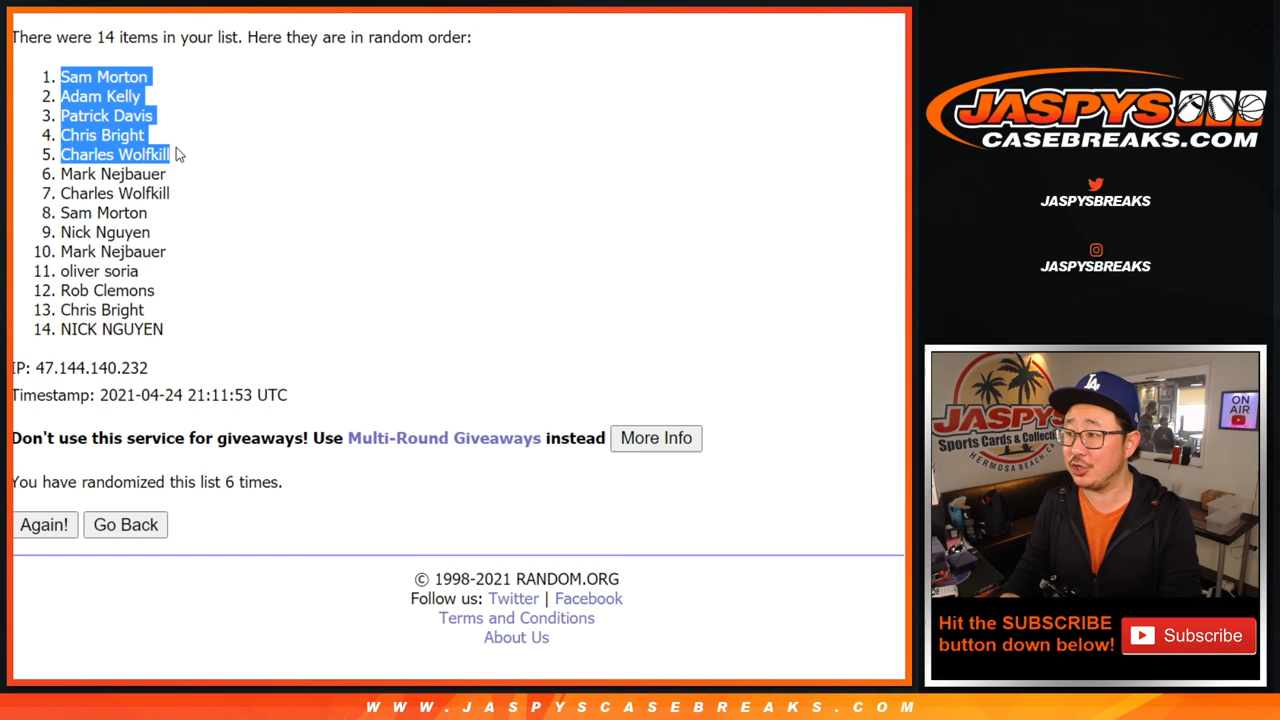 There were 14 items in your list. Here they are in random order:
1. Sam Morton
2. Adam Kelly
3. Patrick Davis
4. Chris Bright
5. Charles Wolfkill
6. Mark Nejbauer
7. Charles Wolfkill
8. Sam Morton
9. Nick Nguyen
10. Mark Nejbauer
11. oliver soria
12. Rob Clemons
13. Chris Bright
14. NICK NGUYEN
IP: 47.144.140.232
Timestamp: 2021-04-24 21:11:53 UTC
Don't use this service for giveaways! Use Multi-Round Giveaways instead More Info
You have randomized this list 6 times.
Again! Go Back
© 1998-2021 RANDOM.ORG
Follow us: Twitter | Facebook
Terms and Conditions
About Us
JASPYS
CASEBREAKS.COM
JASPYSBREAKS
JASPYSBREAKS
JASPYS
Sports Cards & Collecti
HERMOSA BEACH, CA
LA
ON
AIR
Hit the SUBSCRIBE
button down below!
Subscribe
WWW.JASPYSCASEBREAKS.COM